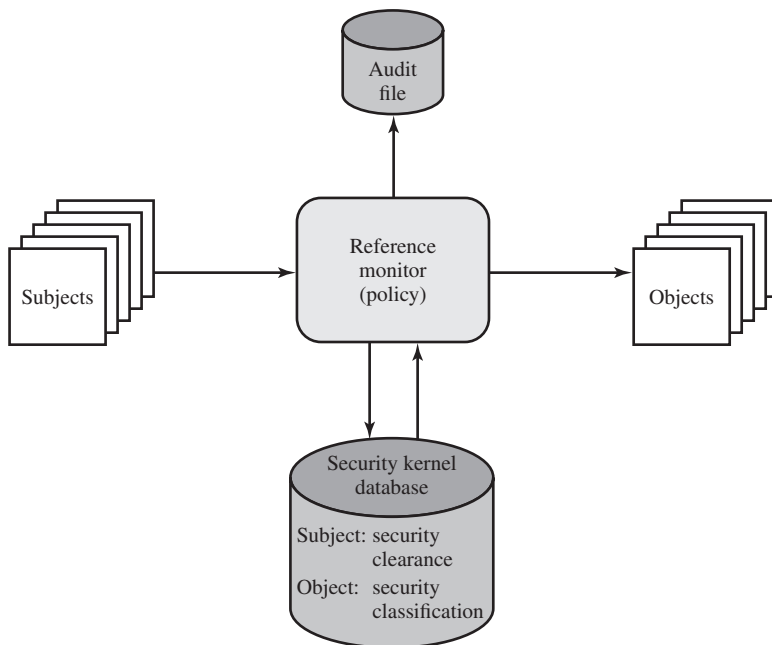 Audit
file
Reference
monitor
(policy)
Subjects
Objects
Security kernel
database
Subject: security
clearance
Object: security
classification